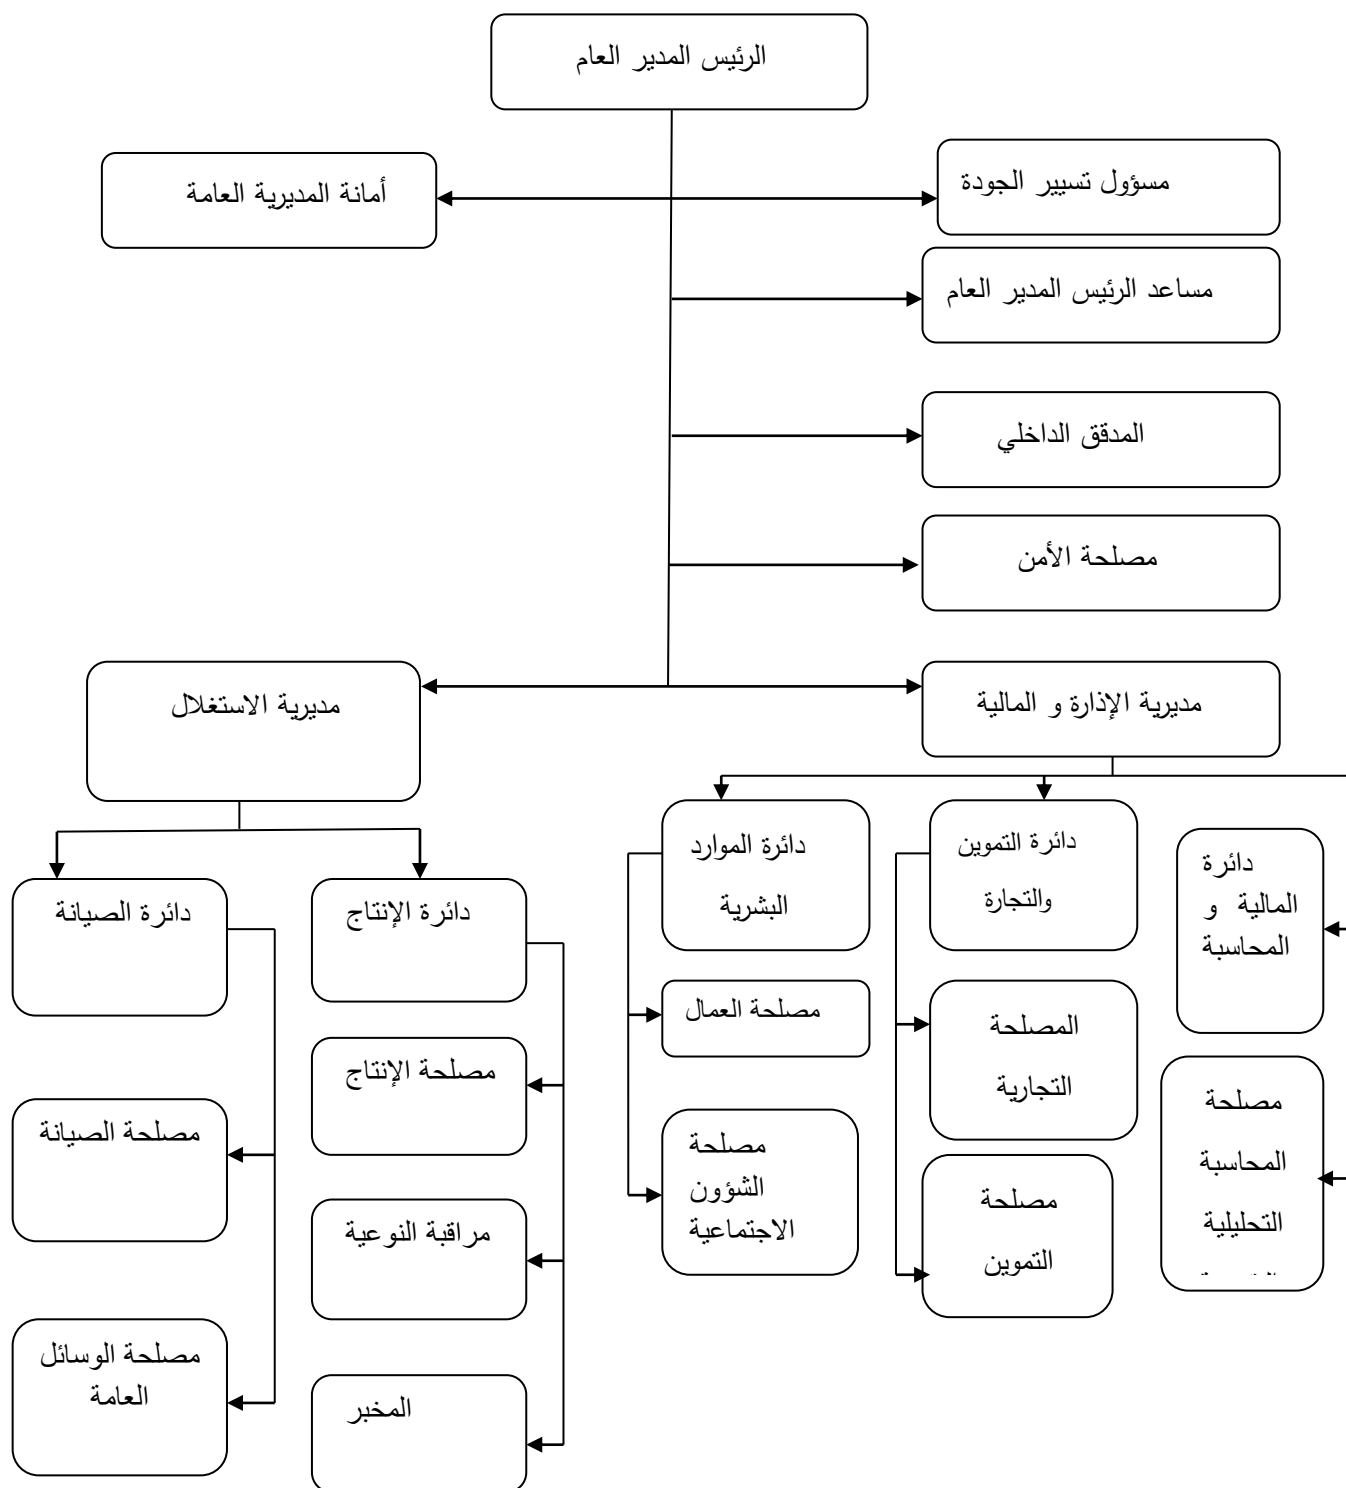 الرئيس المدير العام
مسؤول تسيير الجودة
أمانة المديرية العامة
مساعد الرئيس المدير العام
المدقق الداخلي
مصلحة الأمن
مديرية الإذارة و المالية
مديرية الاستغلال
دائرة
المالية و
المحاسبة
دائرة التموين
والتجارة
دائرة الموارد
البشرية
دائرة الإنتاج
دائرة الصيانة
مصلحة
المحاسبة
التحليلية
المصلحة
التجارية
مصلحة
التموين
مصلحة العمال
مصلحة
الشؤون
الاجتماعية
مصلحة الإنتاج
مراقبة النوعية
المخبر
مصلحة الصيانة
مصلحة الوسائل
العامة